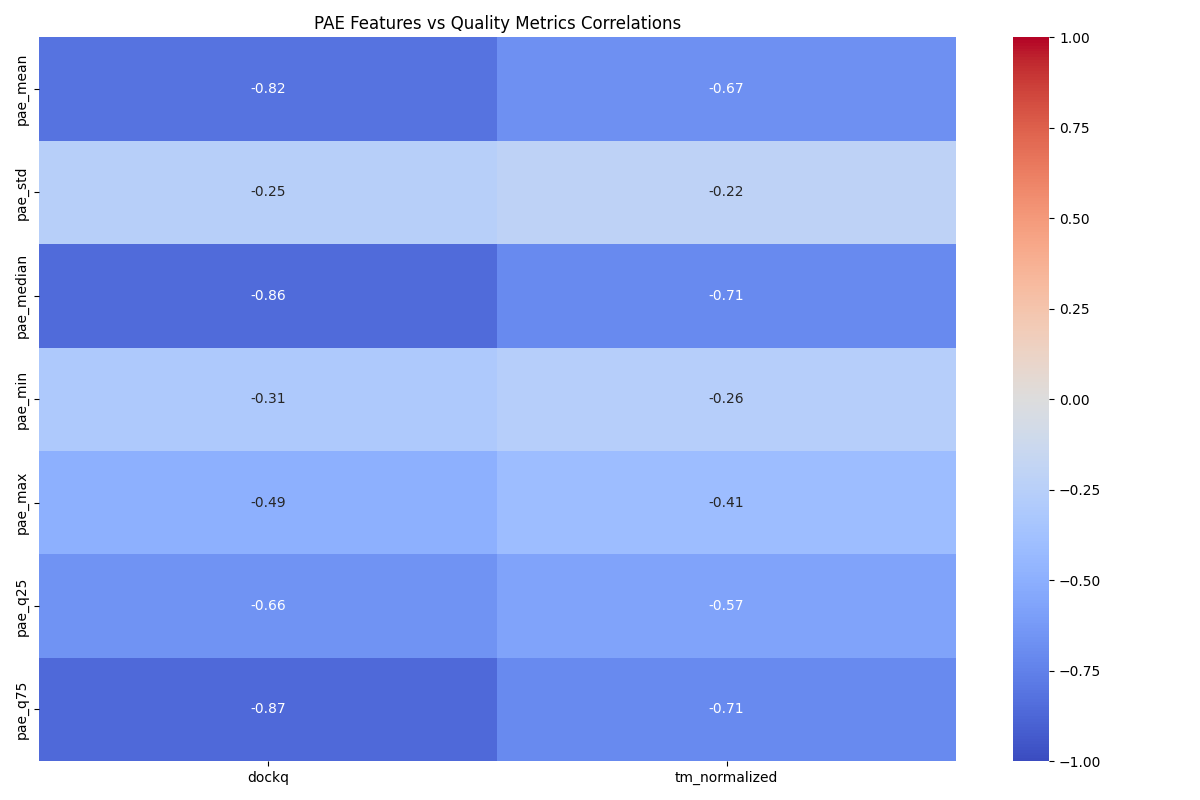 PAE Features vs Quality Metrics Correlations
pae_mean
-0.82
-0.67
pae_std
-0.25
-0.22
pae_median
-0.86
-0.71
pae_min
-0.31
-0.26
pae_max
-0.49
-0.41
pae_q25
-0.66
-0.57
pae_q75
-0.87
-0.71
dockq
tm_normalized
1.00
0.75
0.50
0.25
0.00
−0.25
−0.50
−0.75
−1.00